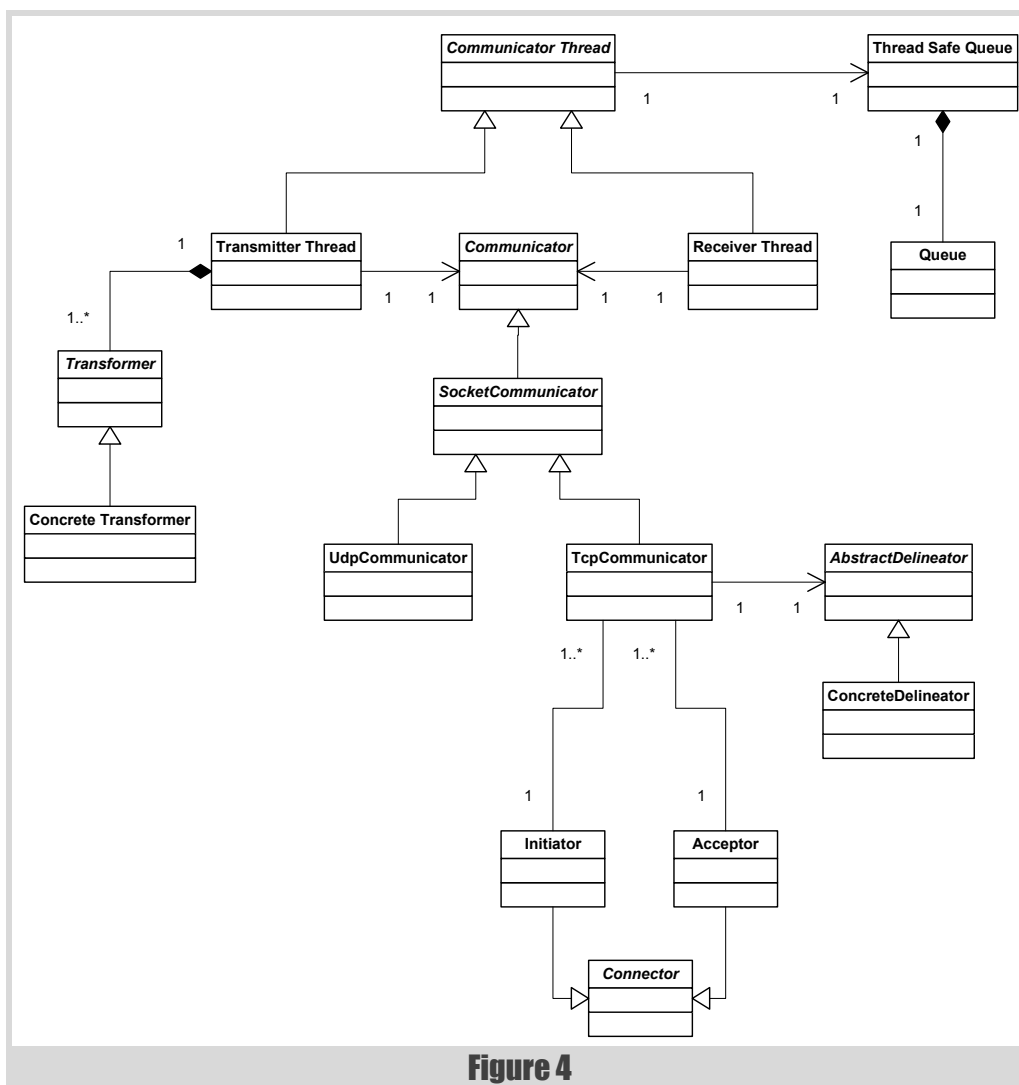 Communicator Thread
Thread Safe Queue
1
1
1
1
1
Transmitter Thread
Communicator
Receiver Thread
Queue
1
1
1
1
1..*
Transformer
SocketCommunicator
Concrete Transformer
UdpCommunicator
TcpCommunicator
AbstractDelineator
1
1
1..*
1..*
ConcreteDelineator
1
1
Initiator
Acceptor
Connector
Figure 4